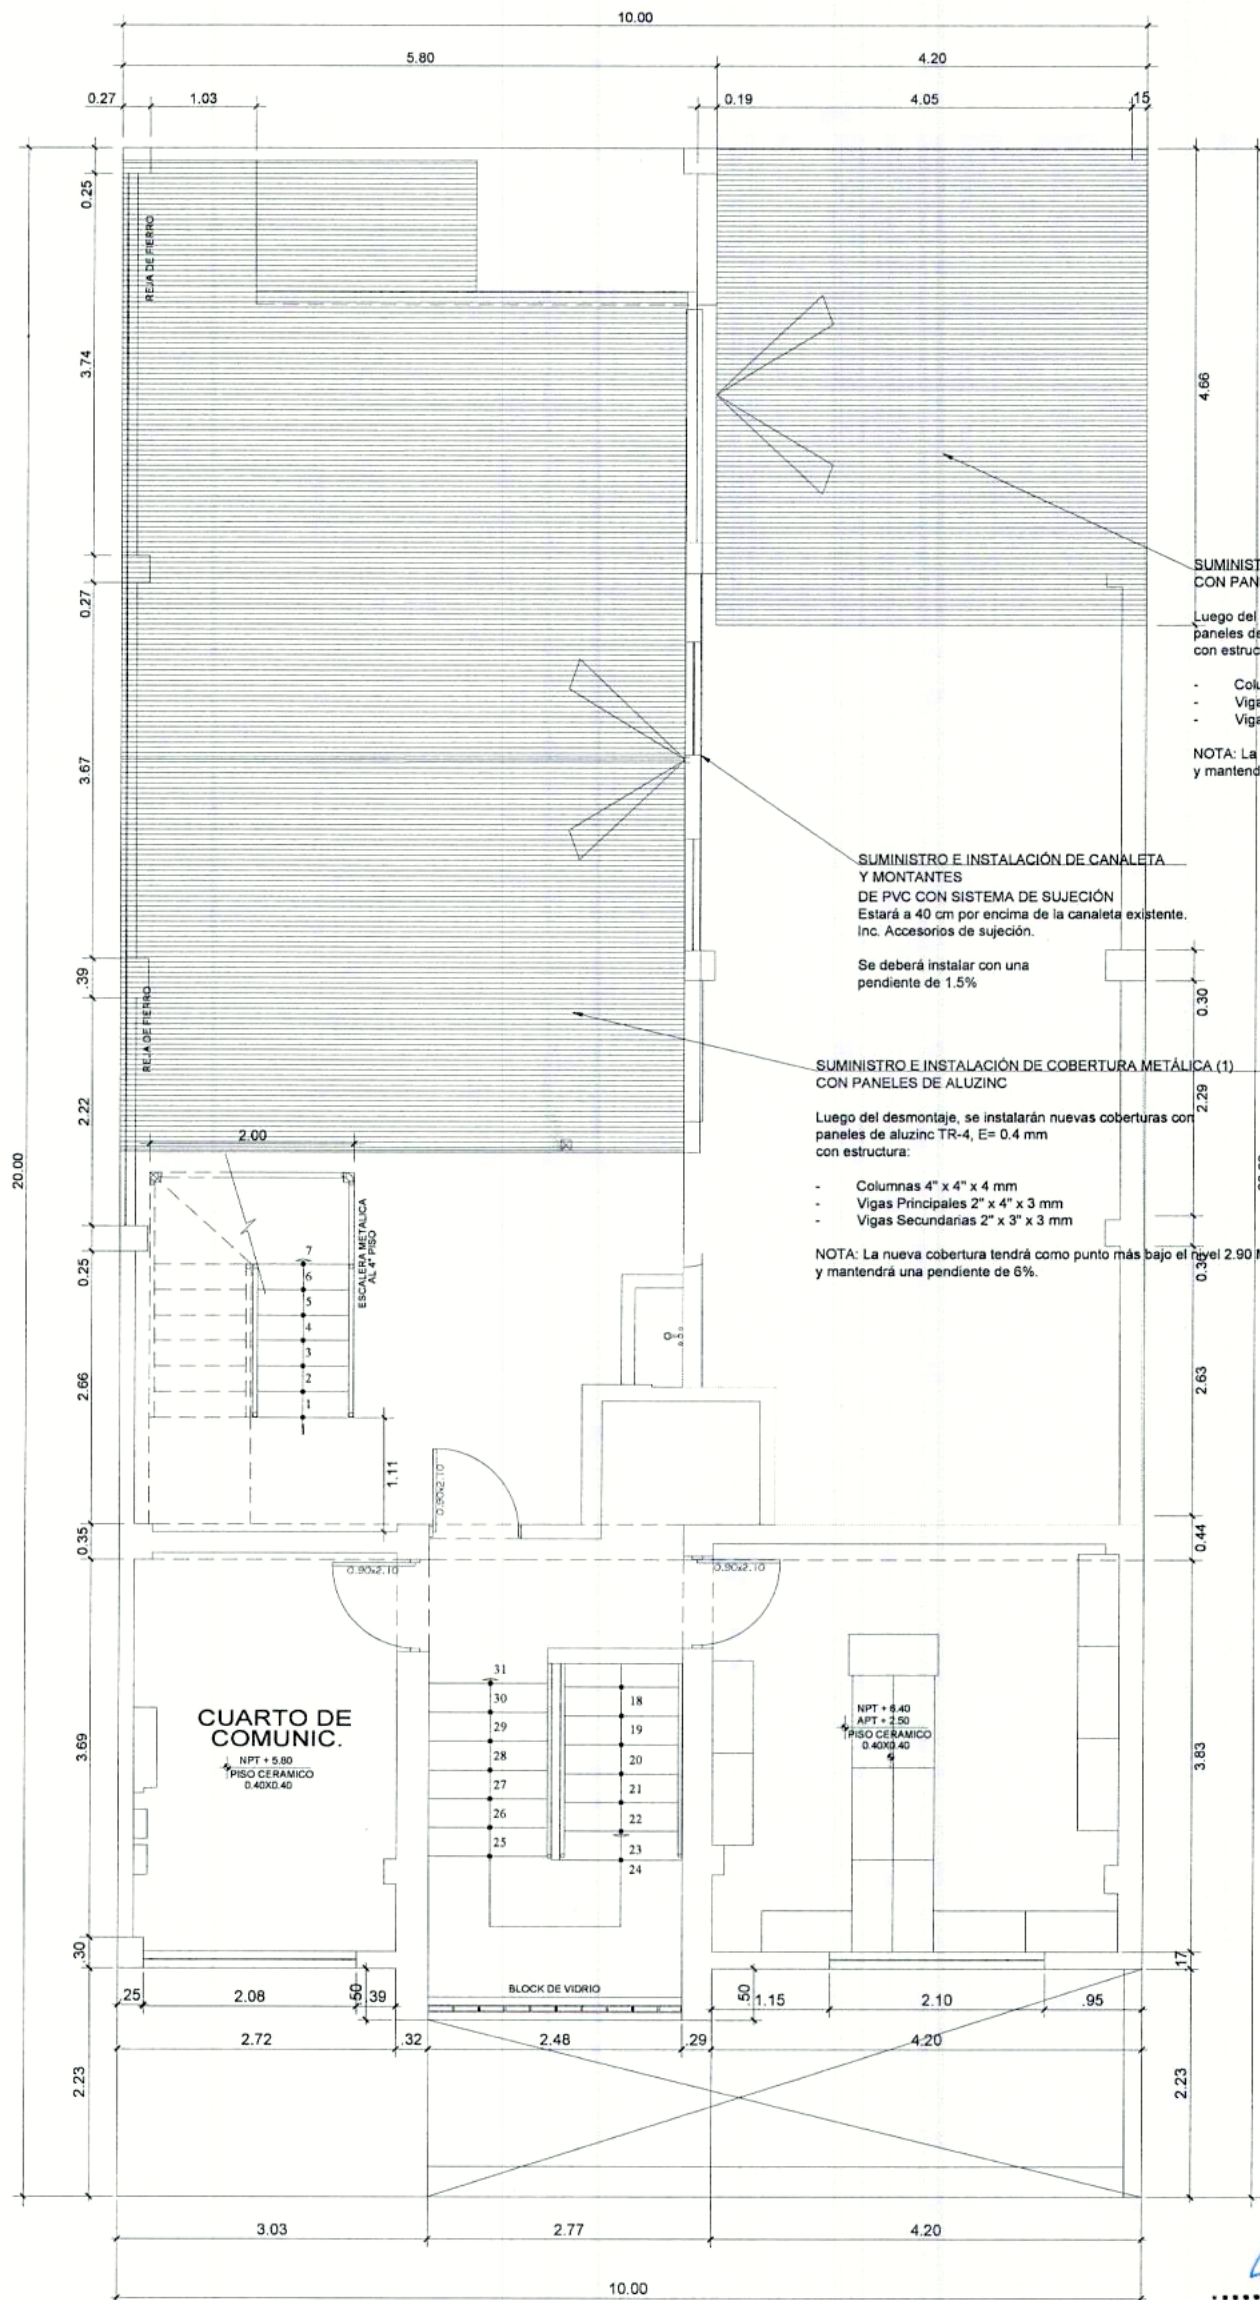 10.00
5.80
4.20
0.27
1.03
0.19
4.05
.15
0.25
REJA DE FIERRO
3.74
4.66
0.27
SUMINIST
CON PAN
Luego del
paneles de
con estruc
- Colu
- Viga
- Viga
NOTA: La
y mantend
3.67
SUMINISTRO E INSTALACIÓN DE CANALETA
Y MONTANTES
DE PVC CON SISTEMA DE SUJECIÓN
Estará a 40 cm por encima de la canaleta existente.
Inc. Accesorios de sujeción.
Se deberá instalar con una
pendiente de 1.5%
.39
0.30
REJA DE FIERRO
SUMINISTRO E INSTALACIÓN DE COBERTURA METÁLICA (1)
CON PANELES DE ALUZINC
Luego del desmontaje, se instalarán nuevas coberturas con
paneles de aluzinc TR-4, E= 0.4 mm
con estructura:
- Columnas 4" x 4" x 4 mm
- Vigas Principales 2" x 4" x 3 mm
- Vigas Secundarias 2" x 3" x 3 mm
NOTA: La nueva cobertura tendrá como punto más bajo el nivel 2.90
y mantendrá una pendiente de 6%.
2.22
2.29
2.00
20.00
ESCALERA METALICA
AL 4° PISO
0.25
7
6
5
4
3
2
1
1
2.66
2.63
1.11
0.90x2.10
0.35
0.44
0.90x2.10
0.90x2.10
31
30
29
28
27
26
25
18
19
20
21
22
23
24
CUARTO DE
COMUNIC.
NPT + 5.80
PISO CERAMICO
0.40X0.40
NPT + 6.40
APT + 2.50
PISO CERAMICO
0.40X0.40
3.69
3.83
.30
.17
BLOCK DE VIDRIO
.25
2.08
.50
.39
.50
1.15
2.10
.95
2.72
.32
2.48
.29
4.20
2.23
2.23
3.03
2.77
4.20
10.00